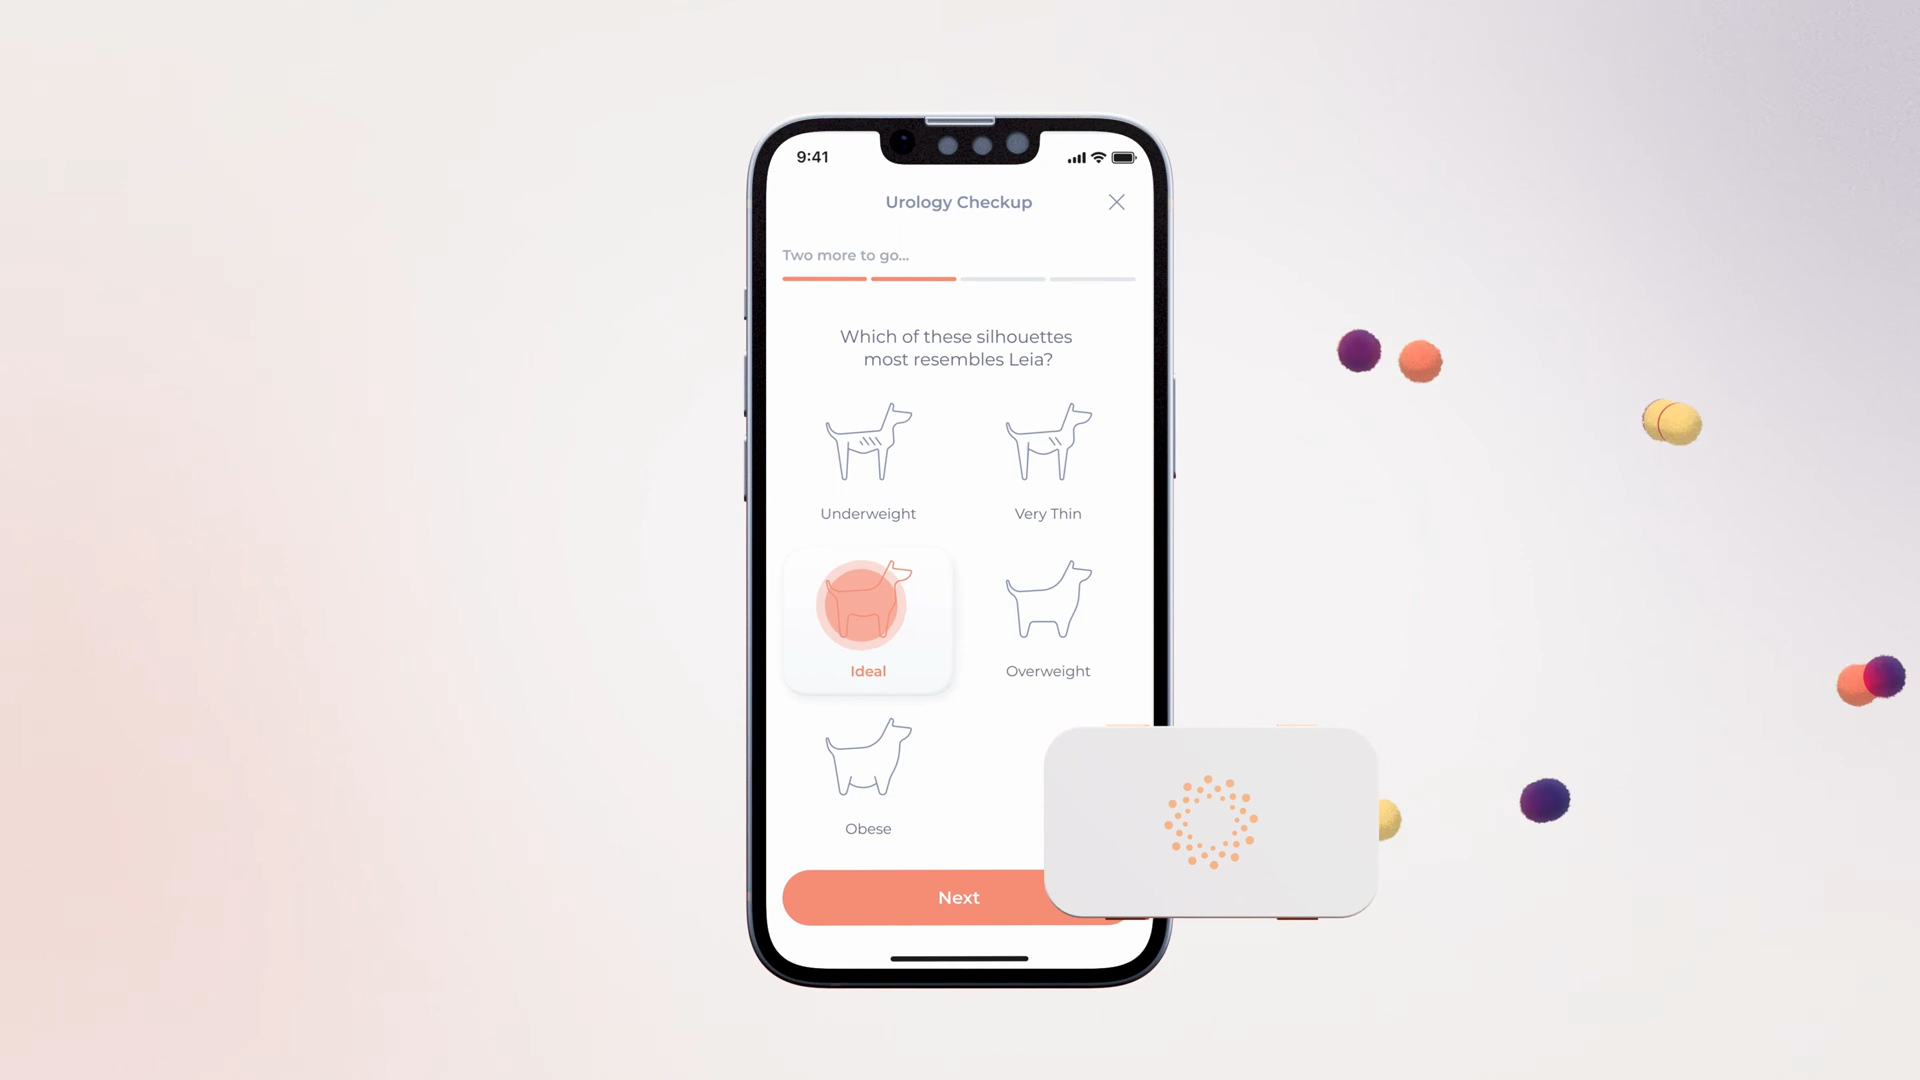 9:41
Urology Checkup
Two more to go...
Which of these silhouettes
most resembles Leia?
Underweight
Very Thin
Ideal
Overweight
Obese
Next